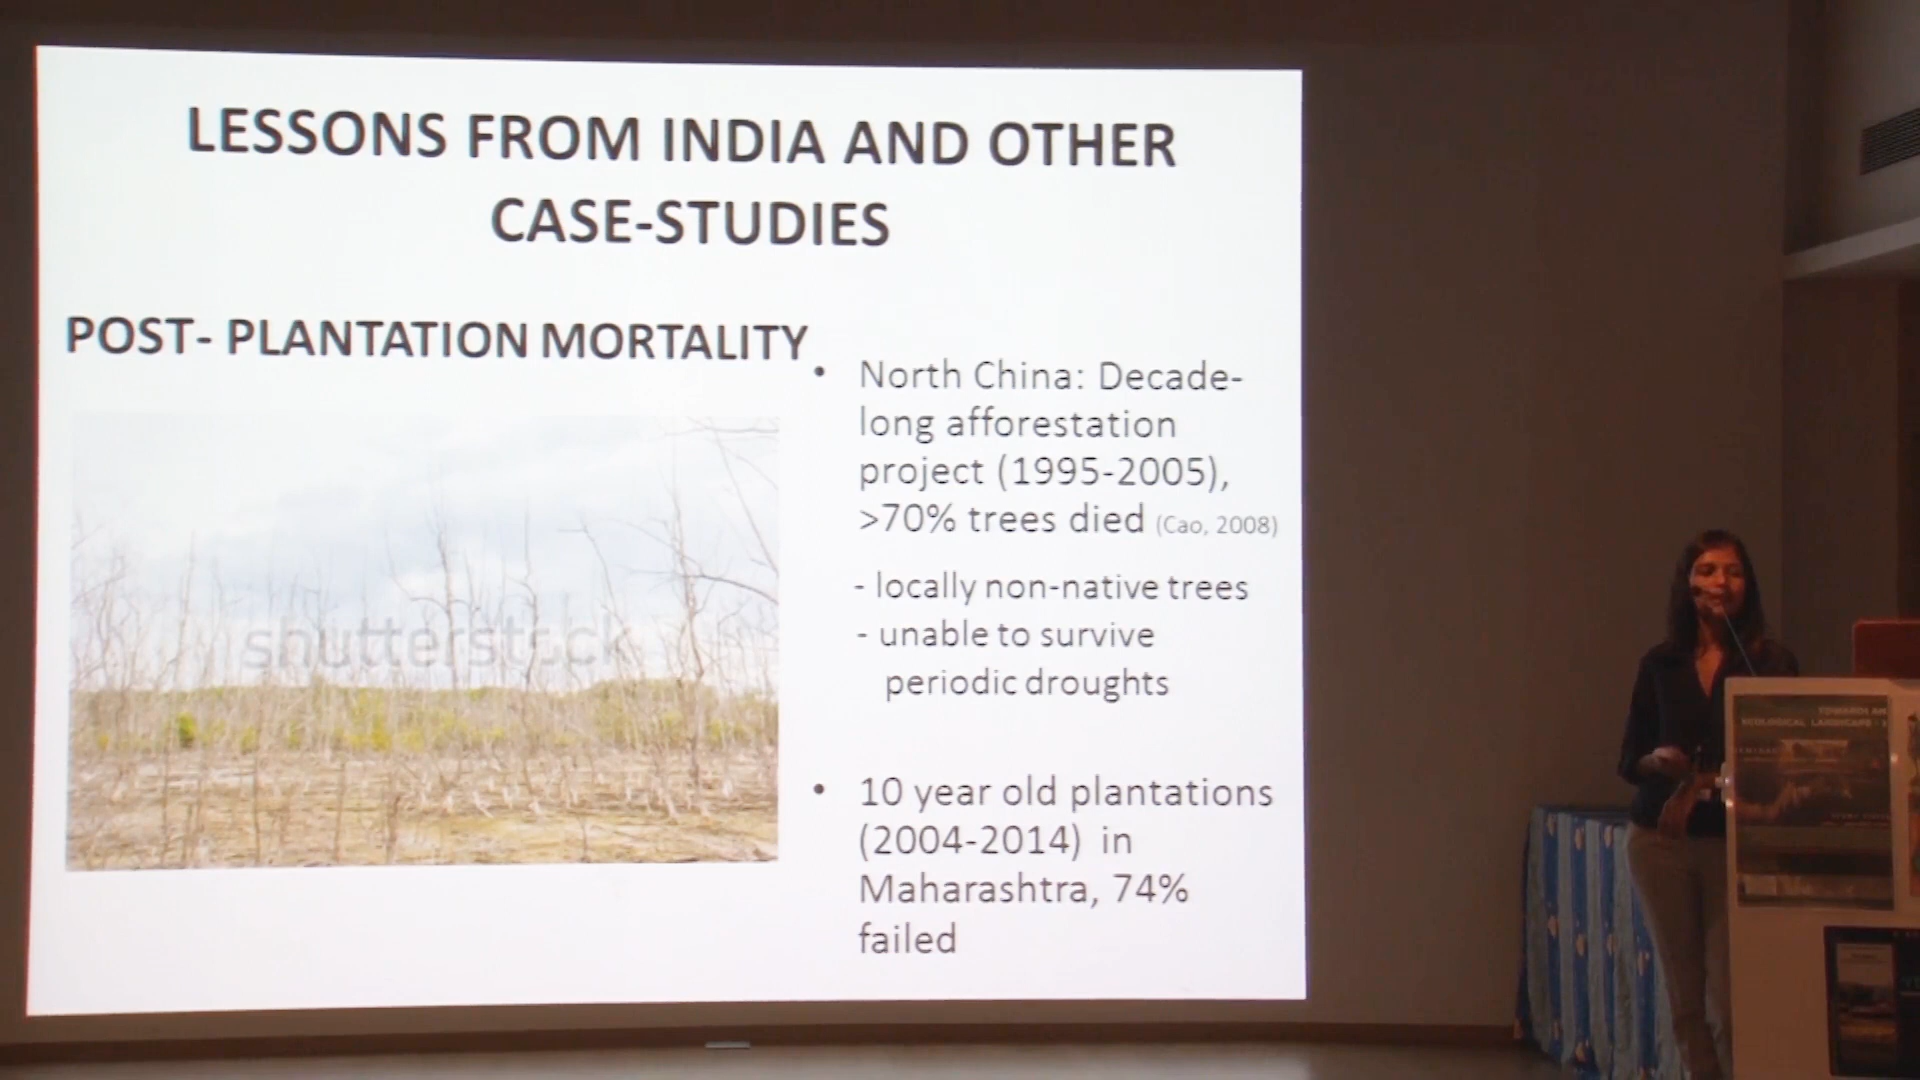 LESSONS FROM INDIA AND OTHER
CASE-STUDIES
POST- PLANTATION MORTALITY
shutterstock
• North China: Decade-
long afforestation
project (1995-2005),
>70% trees died (Cao, 2008)
- locally non-native trees
- unable to survive
periodic droughts
• 10 year old plantations
(2004-2014) in
Maharashtra, 74%
failed
ECOLOGICAL LANDSCAPE